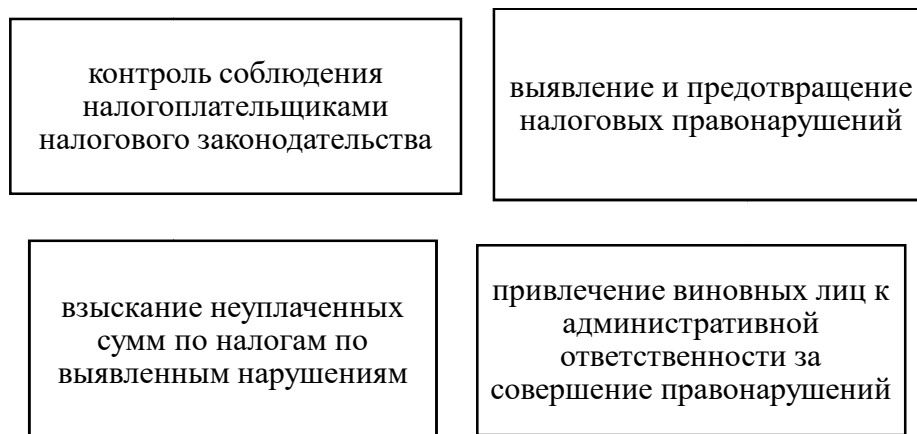 контроль соблюдения
налогоплательщиками
налогового законодательства
выявление и предотвращение
налоговых правонарушений
взыскание неуплаченных
сумм по налогам по
выявленным нарушениям
привлечение виновных лиц к
административной
ответственности за
совершение правонарушений